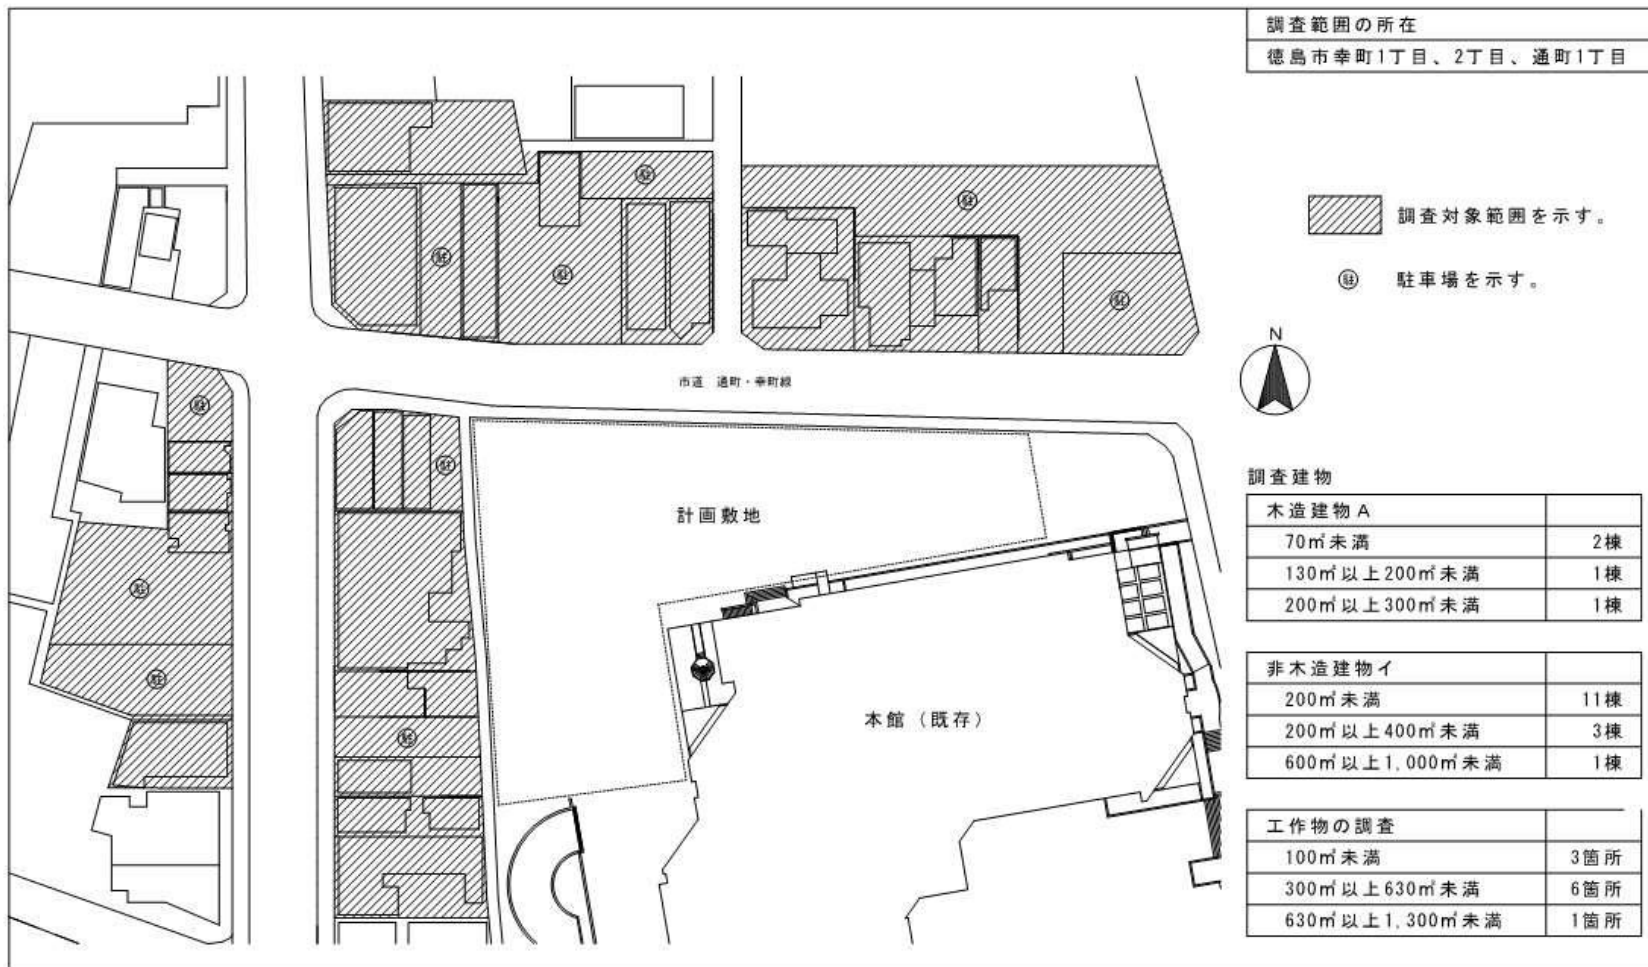 調査範囲の所在
徳島市幸町1丁目、2丁目、通町1丁目
駐
駐
駐
駐
駐
調査対象範囲を示す。
駐 駐車場を示す。
N
市道 通町・幸町線
駐
駐
計画敷地
駐
駐
本館(既存)
駐
調査建物
木造建物A
70㎡未満 2棟
130㎡以上200㎡未満 1棟
200㎡以上300㎡未満 1棟
非木造建物イ
200㎡未満 11棟
200㎡以上400㎡未満 3棟
600㎡以上1,000㎡未満 1棟
工作物の調査
100㎡未満 3箇所
300㎡以上630㎡未満 6箇所
630㎡以上1,300㎡未満 1箇所